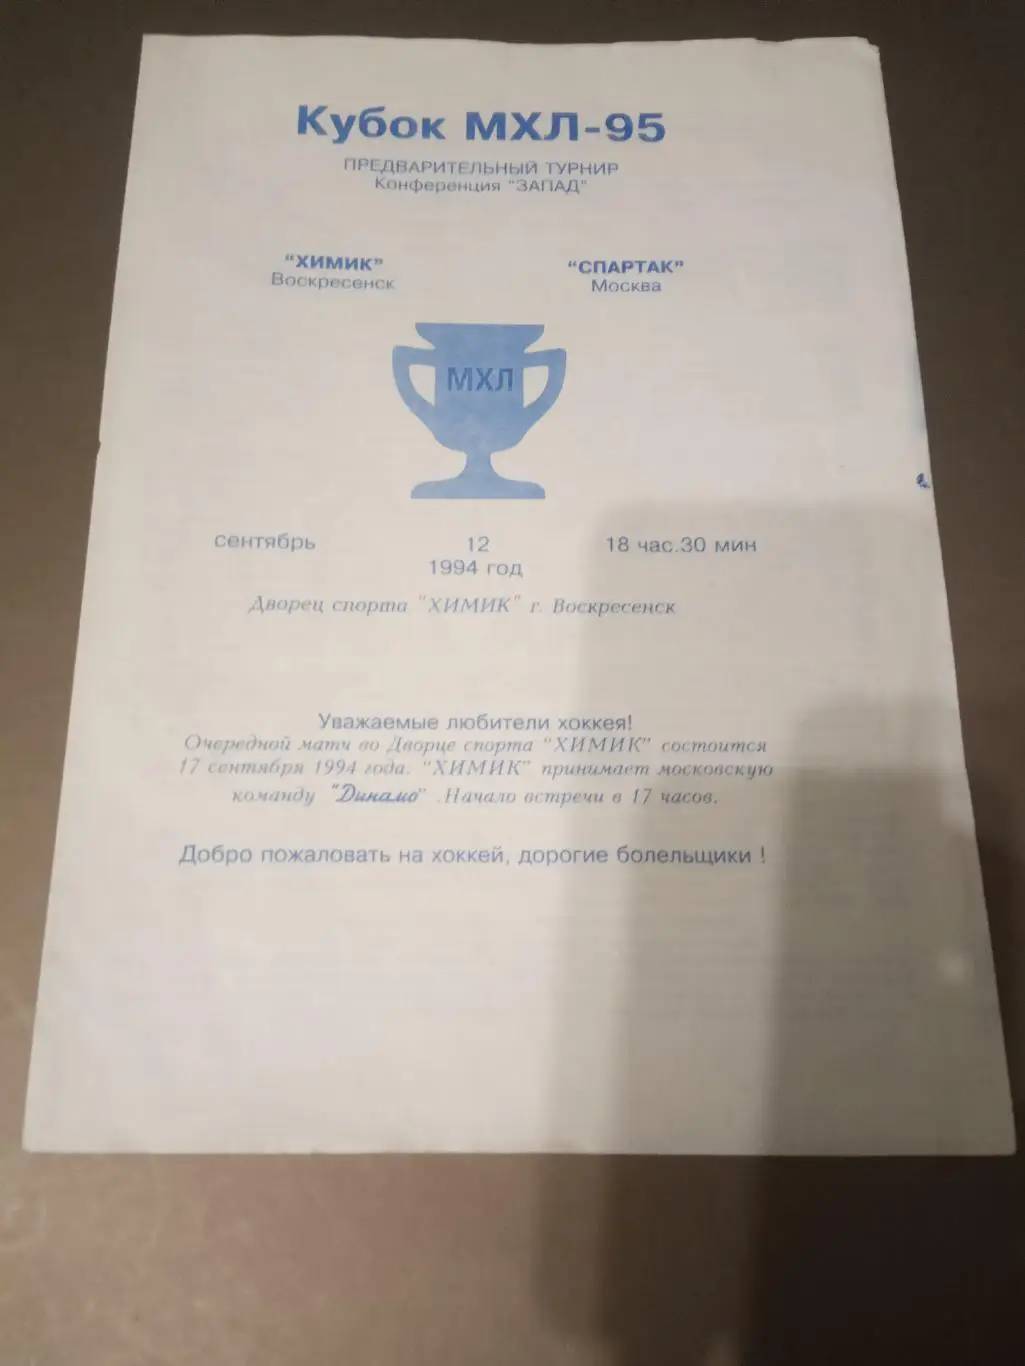 Кубок МХЛ-95
ПРЕДВАРИТЕЛЬНЫЙ ТУРНИР
Конференция "ЗАПАД"
"ХИМИК" "СПАРТАК"
Воскресенск Москва
МХЛ
сентябрь 12 18 час.30 мин
1994 год
Дворец спорта "ХИМИК" г. Воскресенск
Уважаемые любители хоккея!
Очередной матч во Дворце спорта "ХИМИК" состоится
17 сентября 1994 года. "ХИМИК" принимает московскую
команду "Динамо" .Начало встречи в 17 часов.
Добро пожаловать на хоккей, дорогие болельщики !